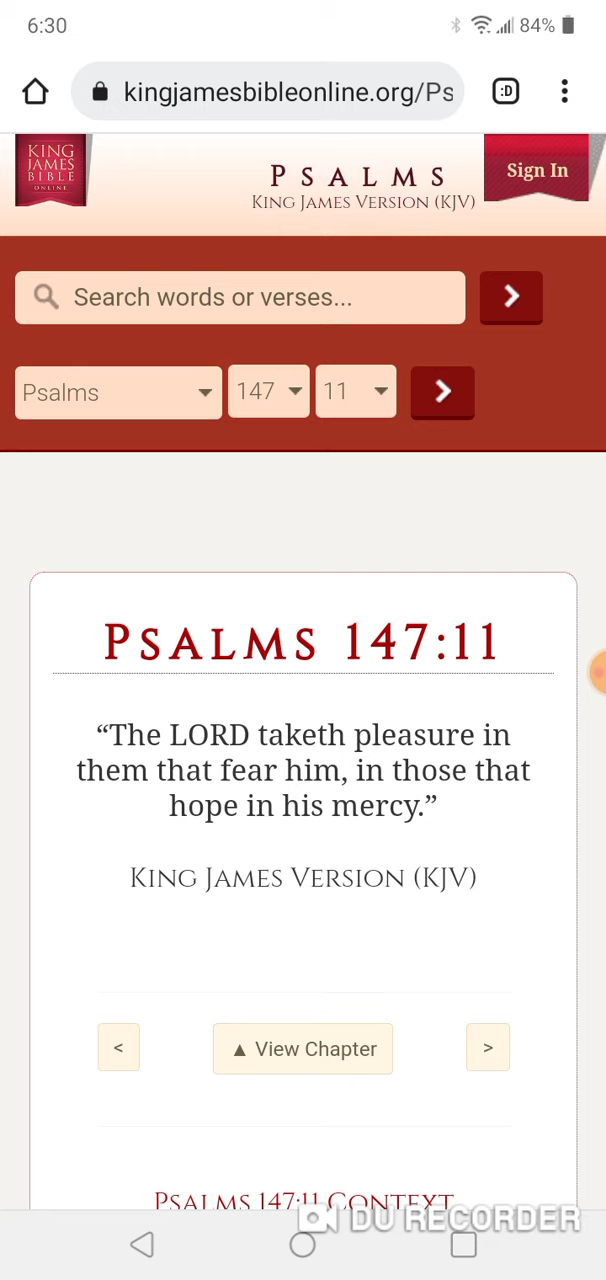 6:30
84%
kingjamesbibleonline.org/Ps
:D
KING
JAMES
BIBLE
ONLINE
PSALMS
KING JAMES VERSION (KJV)
Sign In
Search words or verses...
Psalms
147
11
PSALMS 147:11
“The LORD taketh pleasure in
them that fear him, in those that
hope in his mercy.”
KING JAMES VERSION (KJV)
<
▲ View Chapter
>
PSALMS 147:11 CONTEXT
DU RECORDER